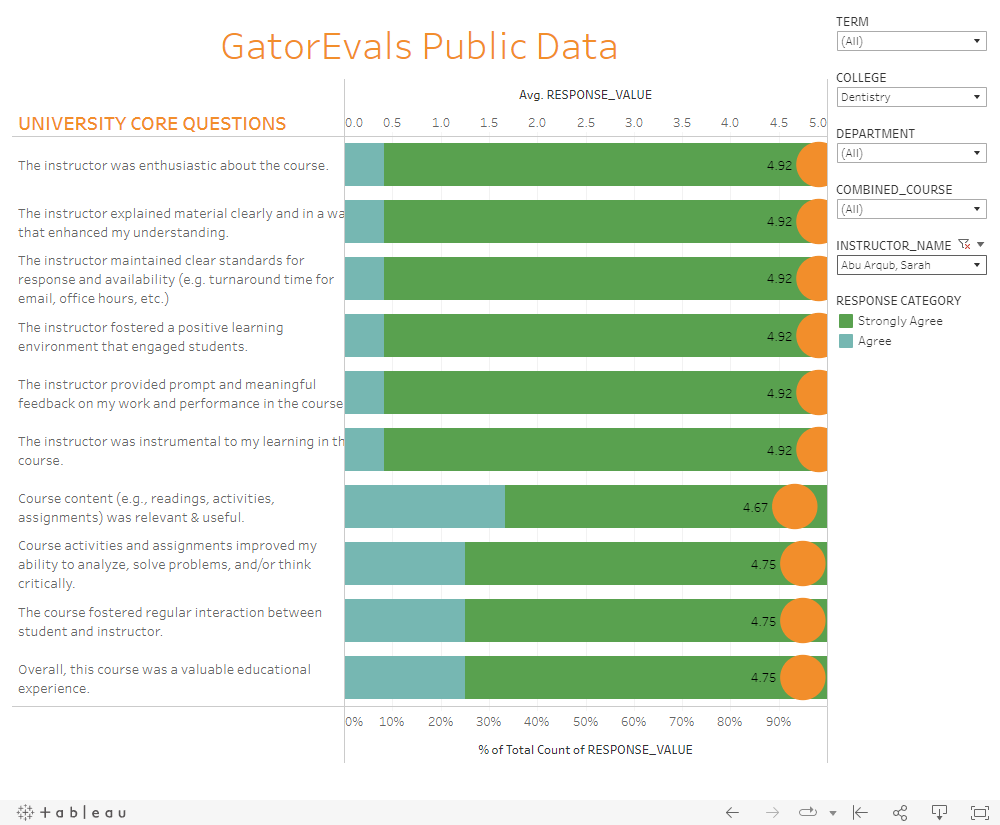 GatorEvals Public Data
Avg. RESPONSE_VALUE
UNIVERSITY CORE QUESTIONS
0.0 0.5 1.0 1.5 2.0 2.5 3.0 3.5 4.0 4.5 5.0
The instructor was enthusiastic about the course.
4.92
The instructor explained material clearly and in a wa
that enhanced my understanding.
4.92
The instructor maintained clear standards for
response and availability (e.g. turnaround time for
email, office hours, etc.)
4.92
The instructor fostered a positive learning
environment that engaged students.
4.92
The instructor provided prompt and meaningful
feedback on my work and performance in the course
4.92
The instructor was instrumental to my learning in th
course.
4.92
Course content (e.g., readings, activities,
assignments) was relevant & useful.
4.67
Course activities and assignments improved my
ability to analyze, solve problems, and/or think
critically.
4.75
The course fostered regular interaction between
student and instructor.
4.75
Overall, this course was a valuable educational
experience.
4.75
0% 10% 20% 30% 40% 50% 60% 70% 80% 90%
% of Total Count of RESPONSE_VALUE
TERM
(All)
COLLEGE
Dentistry
DEPARTMENT
(All)
COMBINED_COURSE
(All)
INSTRUCTOR_NAME
Abu Arqub, Sarah
RESPONSE CATEGORY
Strongly Agree
Agree
tableau